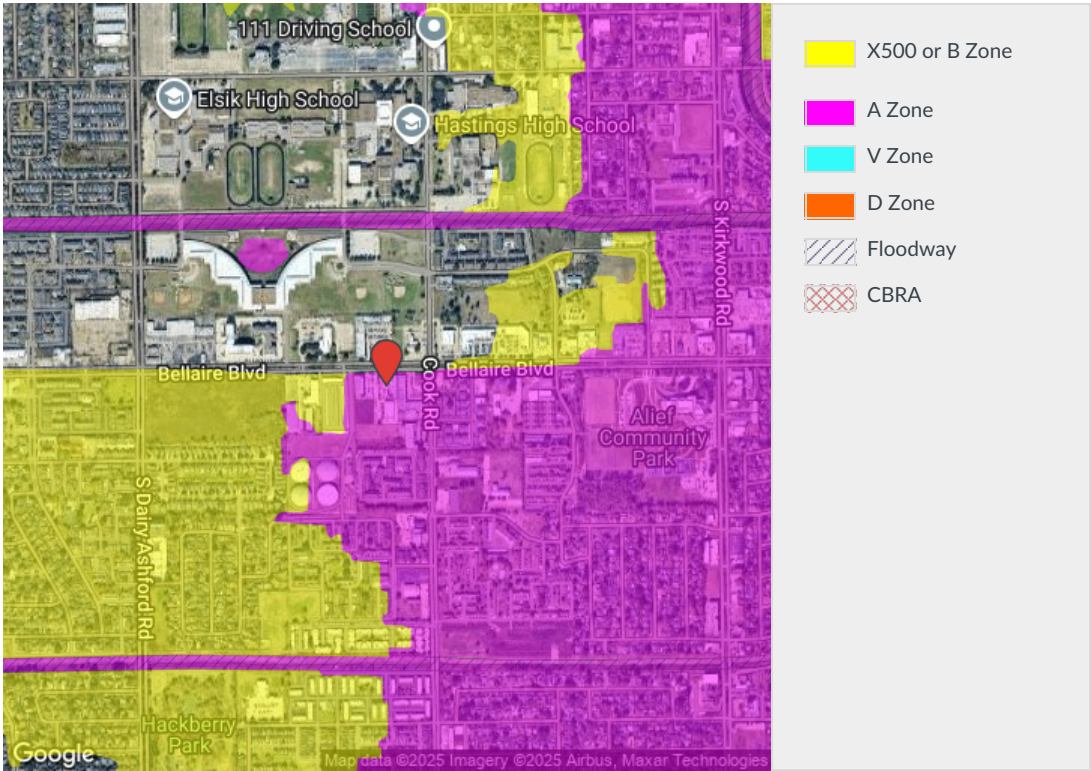 111 Driving School
Elsik High School
Hastings High School
S Kirkwood Rd
Bellaire Blvd
Cook Rd
Bellaire Blvd
Alief
Community
Park
S Dairy Ashford Rd
Hackberry
Park
Google
Map data ©2025 Imagery ©2025 Airbus, Maxar Technologies
X500 or B Zone
A Zone
V Zone
D Zone
Floodway
CBRA